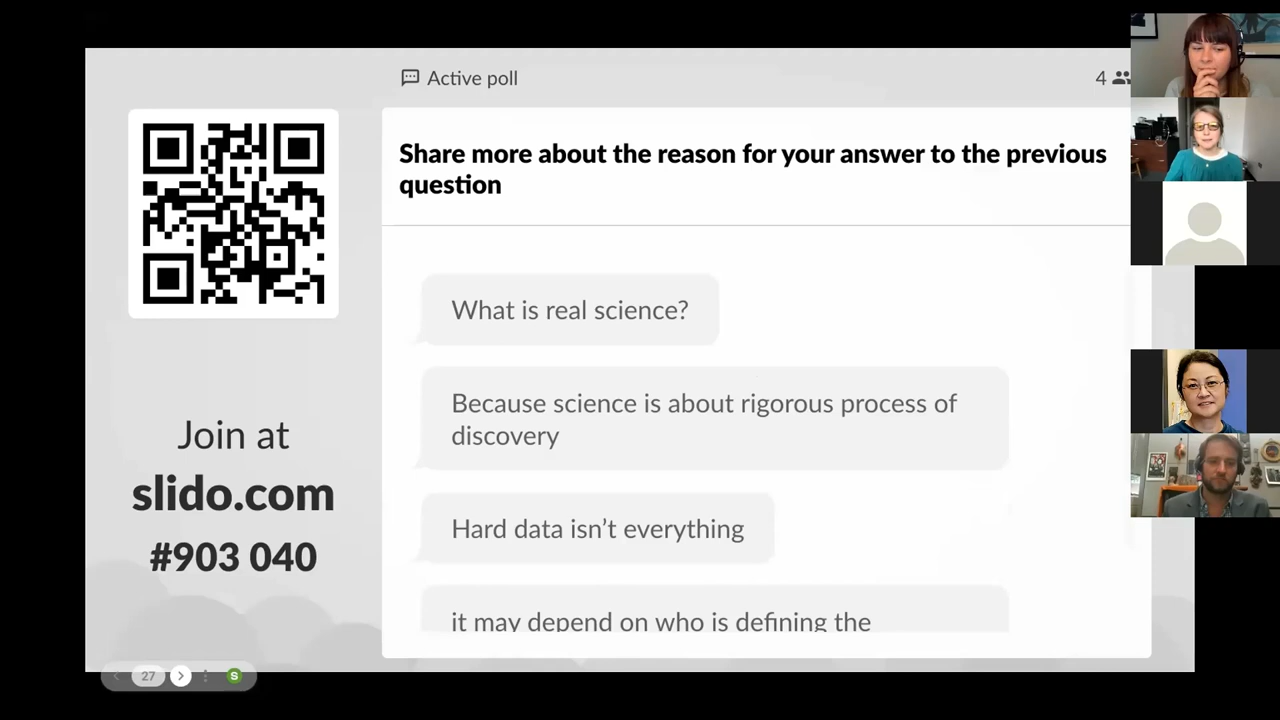 Active poll
4
Share more about the reason for your answer to the previous
question
What is real science?
Because science is about rigorous process of
discovery
Hard data isn’t everything
it may depend on who is defining the
Join at
slido.com
#903 040
27
S